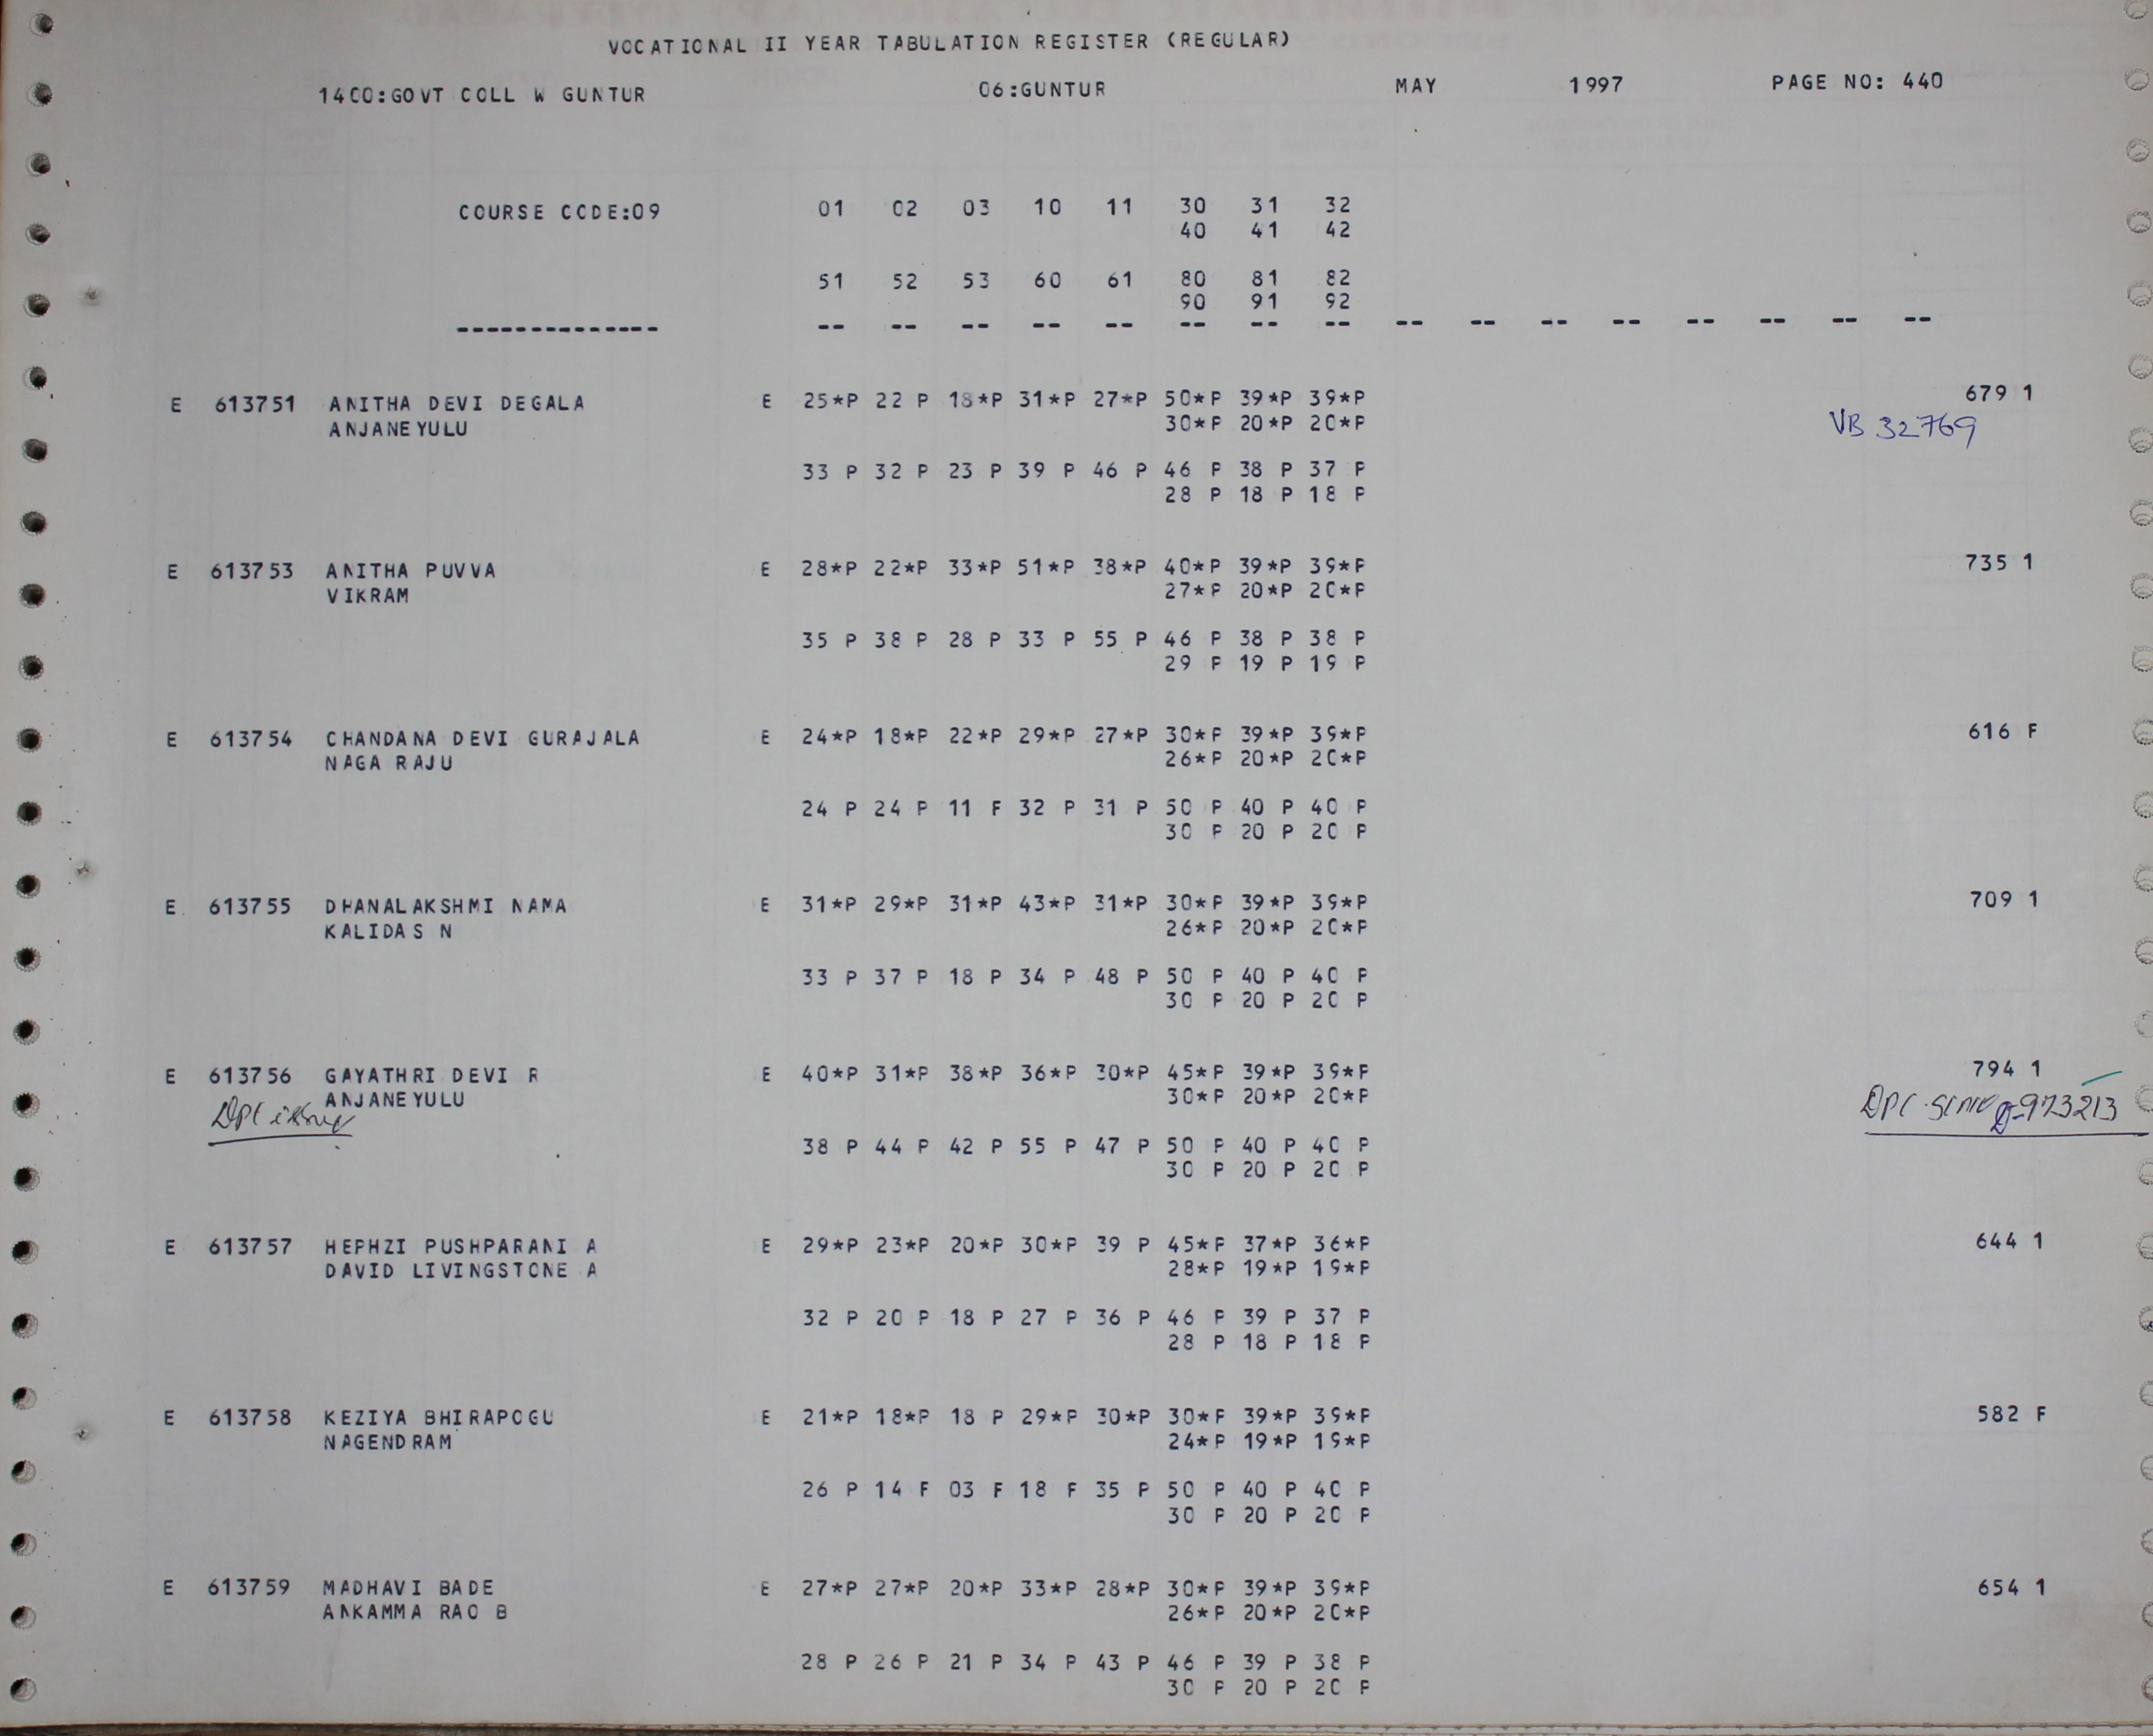 VOCATIONAL II YEAR TABULATION REGISTER (REGULAR)
14CO:GOVT COLL W GUNTUR 06:GUNTUR MAY 1997 PAGE NO: 440
COURSE CCDE:09 01 02 03 10 11 30 31 32
40 41 42
51 52 53 60 61 80 81 82
90 91 92
-------------- -- -- -- -- -- -- -- -- -- -- -- -- -- -- -- --
E 613751 ANITHA DEVI DEGALA E 25*P 22 P 18*P 31*P 27*P 50*P 39*P 39*P 679 1
ANJANEYULU 30*P 20*P 20*P VB 32769
33 P 32 P 23 P 39 P 46 P 46 P 38 P 37 P
28 P 18 P 18 P
E 613753 ANITHA PUVVA E 28*P 22*P 33*P 51*P 38*P 40*P 39*P 39*P 735 1
VIKRAM 27*P 20*P 20*P
35 P 38 P 28 P 33 P 55 P 46 P 38 P 38 P
29 P 19 P 19 P
E 613754 CHANDANA DEVI GURAJALA E 24*P 18*P 22*P 29*P 27*P 30*P 39*P 39*P 616 F
NAGA RAJU 26*P 20*P 20*P
24 P 24 P 11 F 32 P 31 P 50 P 40 P 40 P
30 P 20 P 20 P
E 613755 DHANALAKSHMI NAMA E 31*P 29*P 31*P 43*P 31*P 30*P 39*P 39*P 709 1
KALIDAS N 26*P 20*P 20*P
33 P 37 P 18 P 34 P 48 P 50 P 40 P 40 P
30 P 20 P 20 P
E 613756 GAYATHRI DEVI R E 40*P 31*P 38*P 36*P 30*P 45*P 39*P 39*P 794 1
DPC ANJANEYULU 30*P 20*P 20*P DPC 973213
38 P 44 P 42 P 55 P 47 P 50 P 40 P 40 P
30 P 20 P 20 P
E 613757 HEPHZI PUSHPARANI A E 29*P 23*P 20*P 30*P 39 P 45*P 37*P 36*P 644 1
DAVID LIVINGSTONE A 28*P 19*P 19*P
32 P 20 P 18 P 27 P 36 P 46 P 39 P 37 P
28 P 18 P 18 P
E 613758 KEZIYA BHIRAPOGU E 21*P 18*P 18 P 29*P 30*P 30*P 39*P 39*P 582 F
NAGENDRAM 24*P 19*P 19*P
26 P 14 F 03 F 18 F 35 P 50 P 40 P 40 P
30 P 20 P 20 P
E 613759 MADHAVI BADE E 27*P 27*P 20*P 33*P 28*P 30*P 39*P 39*P 654 1
ANKAMMA RAO B 26*P 20*P 20*P
28 P 26 P 21 P 34 P 43 P 46 P 39 P 38 P
30 P 20 P 20 P